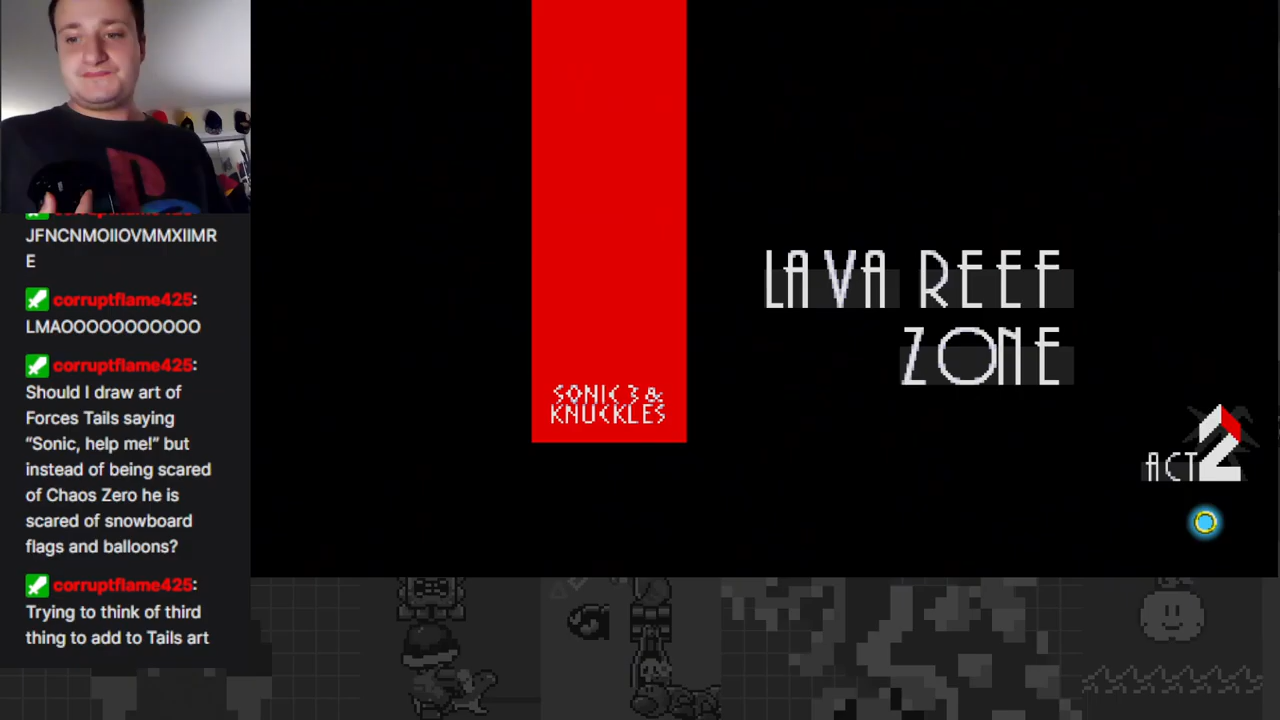 JFNCNMOIIOVMMXIIMR
E
corruptflame425:
LMAOOOOOOOOOOO
corruptflame425:
Should I draw art of
Forces Tails saying
“Sonic, help me!” but
instead of being scared
of Chaos Zero he is
scared of snowboard
flags and balloons?
corruptflame425:
Trying to think of third
thing to add to Tails art
SONIC 3 &
KNUCKLES
LAVA REEF
ZONE
ACT 2